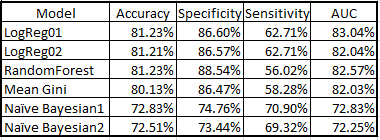 Model Accuracy Specificity Sensitivity AUC
LogReg01 81.23% 86.60% 62.71% 83.04%
LogReg02 81.21% 86.57% 62.71% 82.04%
RandomForest 81.23% 88.54% 56.02% 82.57%
Mean Gini 80.13% 86.47% 58.28% 82.03%
Naïve Bayesian1 72.83% 74.76% 70.90% 72.83%
Naïve Bayesian2 72.51% 73.44% 69.32% 72.25%